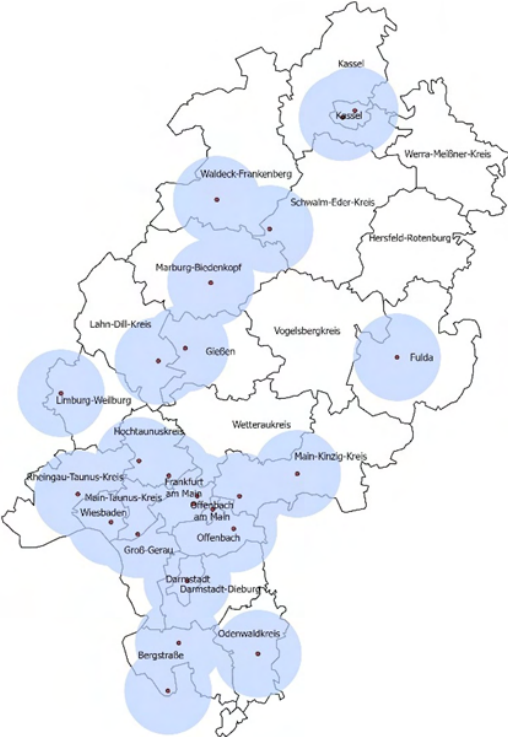 Kassel
Kassel
Werra-Meißner-Kreis
Waldeck-Frankenberg
Schwalm-Eder-Kreis
Hersfeld-Rotenburg
Marburg-Biedenkopf
Lahn-Dill-Kreis
Vogelsbergkreis
Gießen
Fulda
Limburg-Weilburg
Wetteraukreis
Hochtaunuskreis
Main-Kinzig-Kreis
Rheingau-Taunus-Kreis
Frankfurt
am Main
Main-Taunus-Kreis
Offenbach
am Main
Wiesbaden
Offenbach
Groß-Gerau
Darmstadt
Darmstadt-Dieburg
Odenwaldkreis
Bergstraße